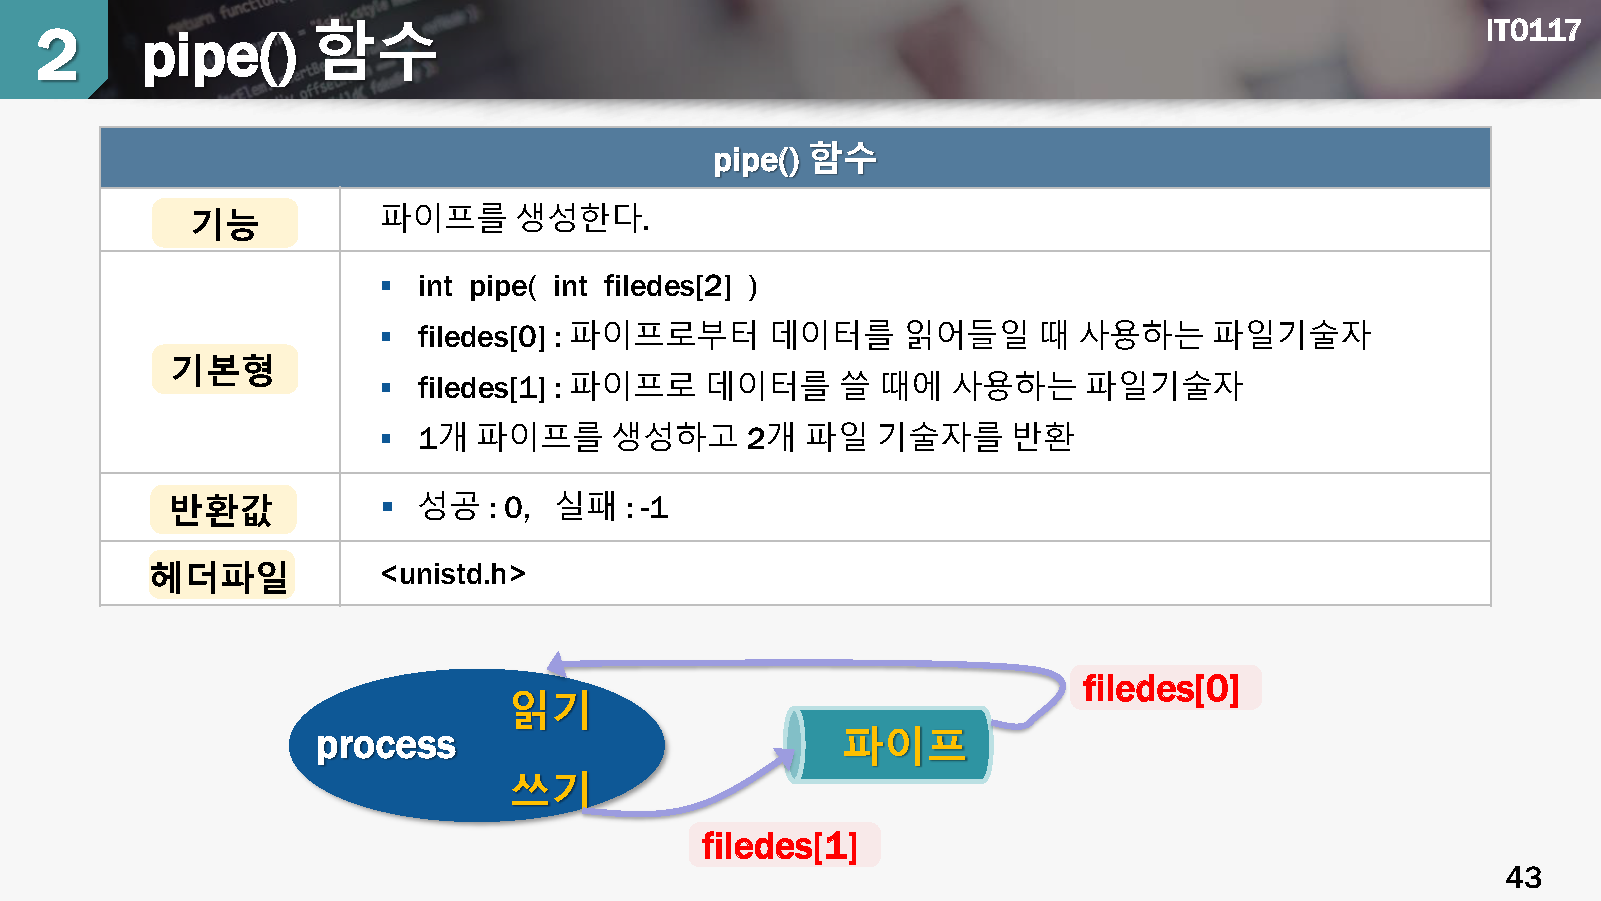 2
pipe() 함수
IT0117
pipe() 함수
기능
파이프를 생성한다.
기본형
▪ int pipe( int filedes[2] )
▪ filedes[0] : 파이프로부터 데이터를 읽어들일 때 사용하는 파일기술자
▪ filedes[1] : 파이프로 데이터를 쓸 때에 사용하는 파일기술자
▪ 1개 파이프를 생성하고 2개 파일 기술자를 반환
반환값
▪ 성공 : 0, 실패 : -1
헤더파일
<unistd.h>
filedes[0]
읽기
process
파이프
쓰기
filedes[1]
43